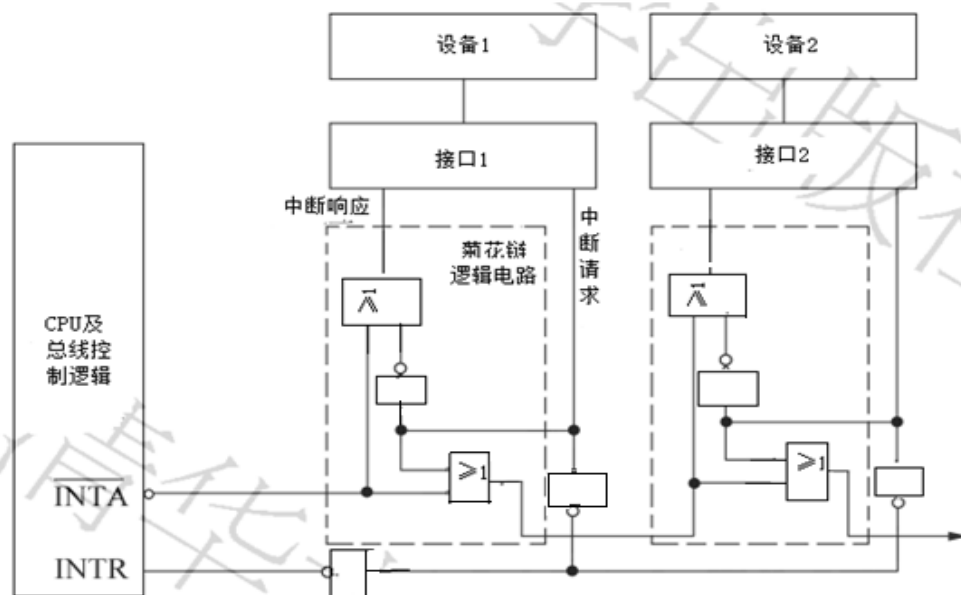 设备1
设备2
接口1
接口2
中断响应
中断请求
菊花链
逻辑电路
≥1
≥1
CPU及
总线控
制逻辑
≥1
≥1
INTA
INTR